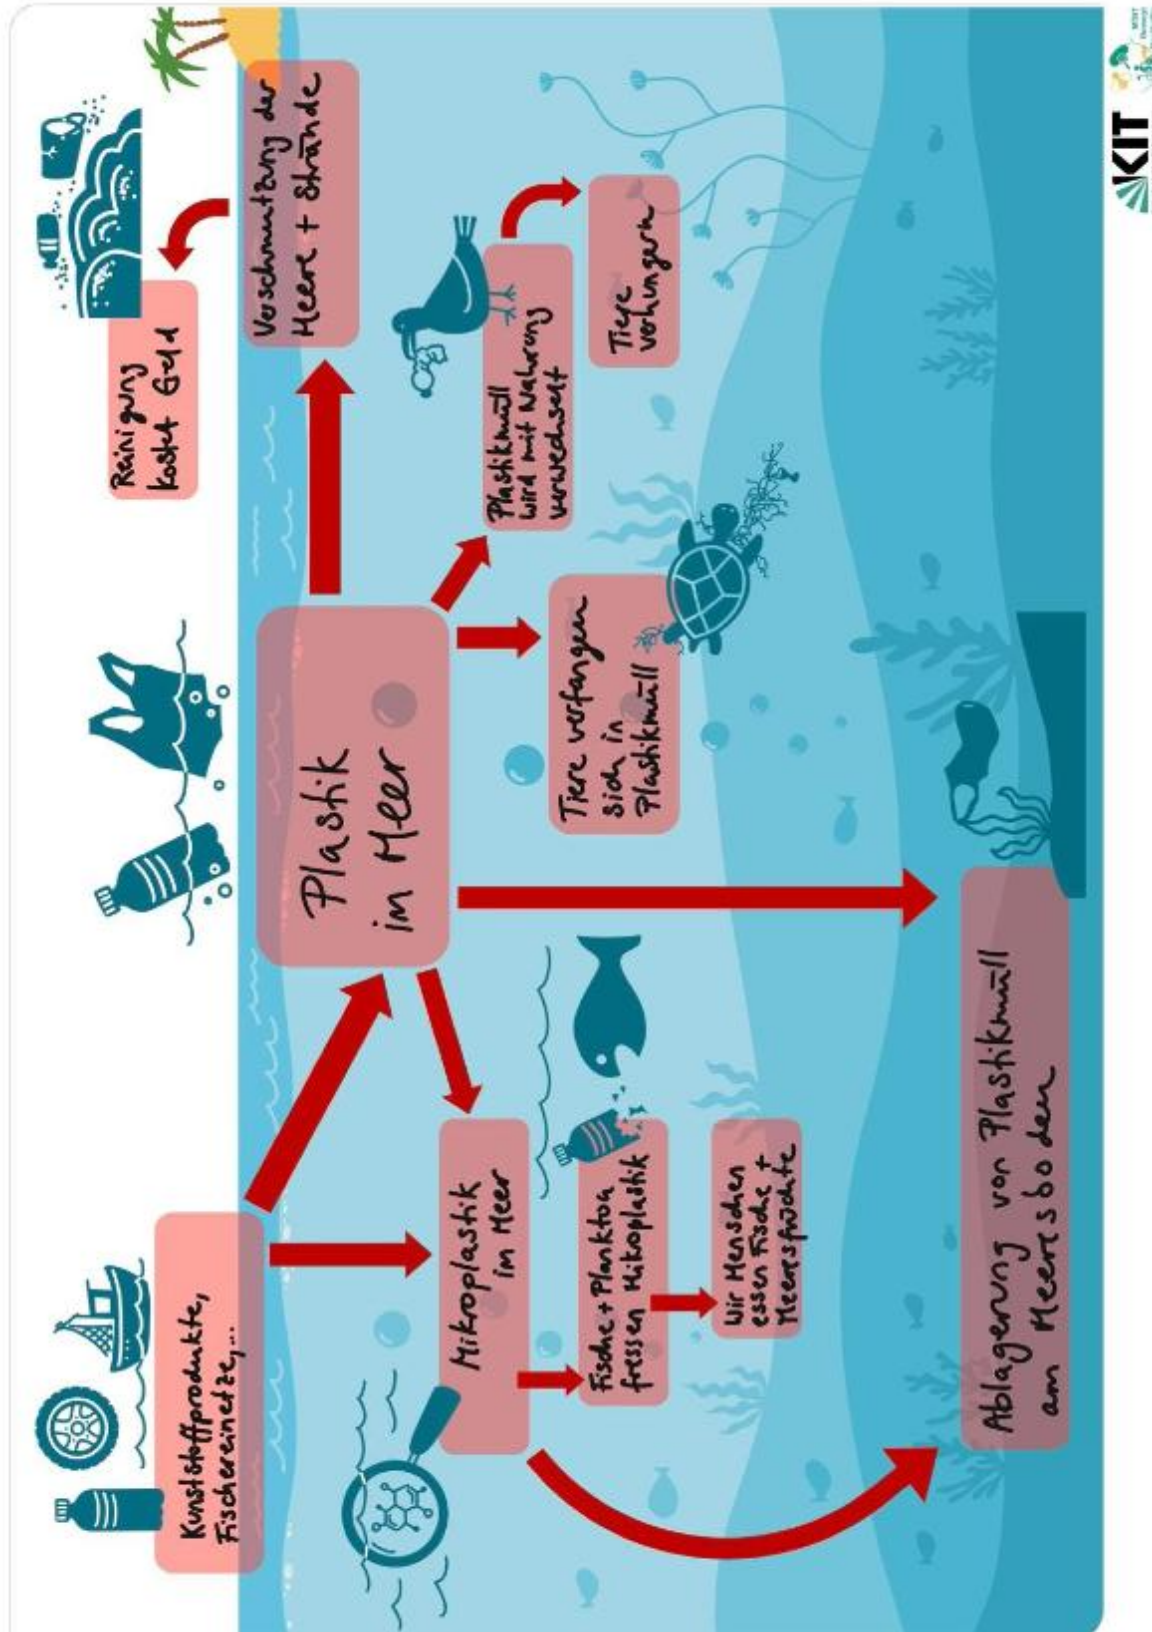 Kunststoffprodukte,
Fischereinetze,...
Reinigung
kostet Geld
Plastik
im Meer
Verschmutzung der
Meere + Strände
Mikroplastik
im Meer
Plastikmüll
wird mit Nahrung
verwechselt
Tiere verfangen
sich in
Plastikmüll
Tiere
verhungern
Fische + Plankton
fressen Mikroplastik
Wir Menschen
essen Fische +
Meeresfrüchte
Ablagerung von Plastikmüll
am Meeresboden
KIT